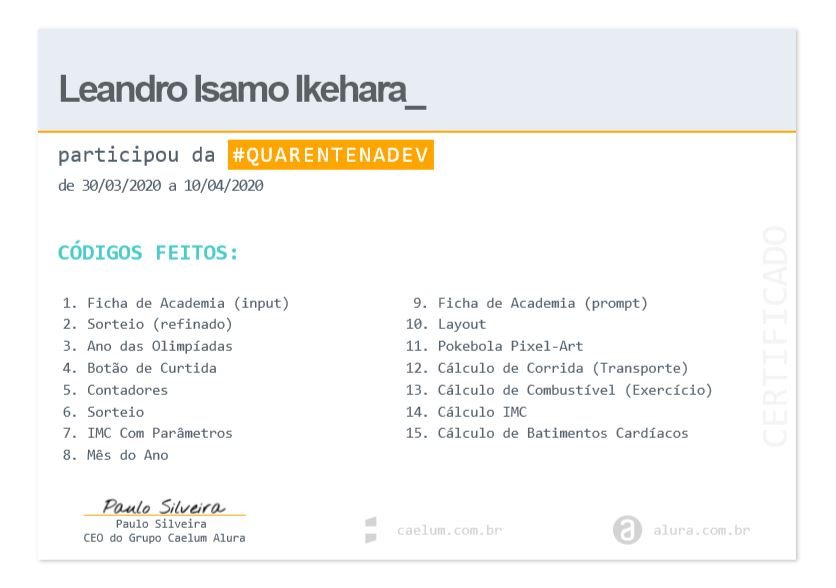 Leandro Isamo Ikehara_
participou da #QUARENTENADEV
de 30/03/2020 a 10/04/2020
CÓDIGOS FEITOS:
1. Ficha de Academia (input)
2. Sorteio (refinado)
3. Ano das Olimpíadas
4. Botão de Curtida
5. Contadores
6. Sorteio
7. IMC Com Parâmetros
8. Mês do Ano
9. Ficha de Academia (prompt)
10. Layout
11. Pokebola Pixel-Art
12. Cálculo de Corrida (Transporte)
13. Cálculo de Combustível (Exercício)
14. Cálculo IMC
15. Cálculo de Batimentos Cardíacos
CERTIFICADO
Paulo Silveira
Paulo Silveira
CEO do Grupo Caelum Alura
caelum.com.br
a alura.com.br